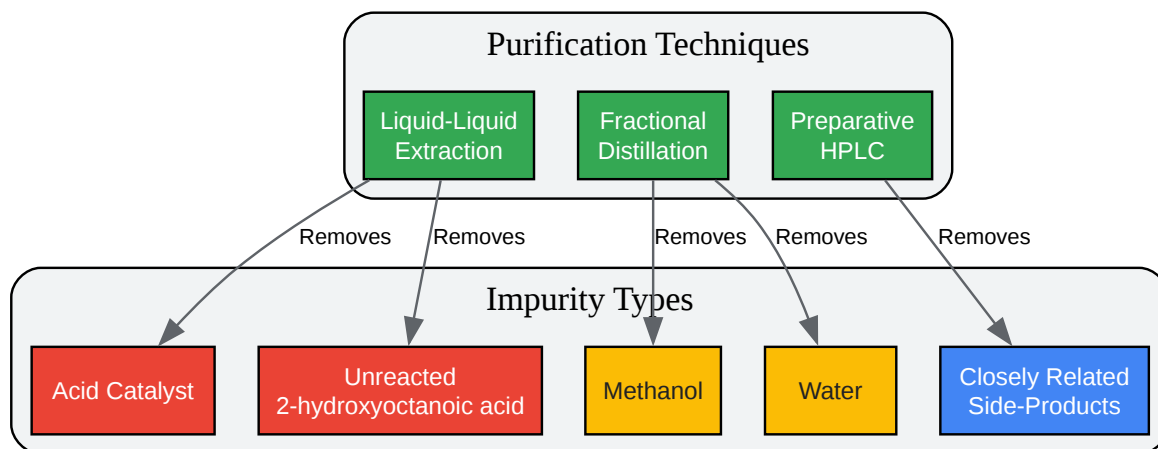 Purification Techniques
Liquid-Liquid
Extraction
Fractional
Distillation
Preparative
HPLC
Removes
Removes
Removes
Removes
Removes
Impurity Types
Acid Catalyst
Unreacted
2-hydroxyoctanoic acid
Methanol
Water
Closely Related
Side-Products